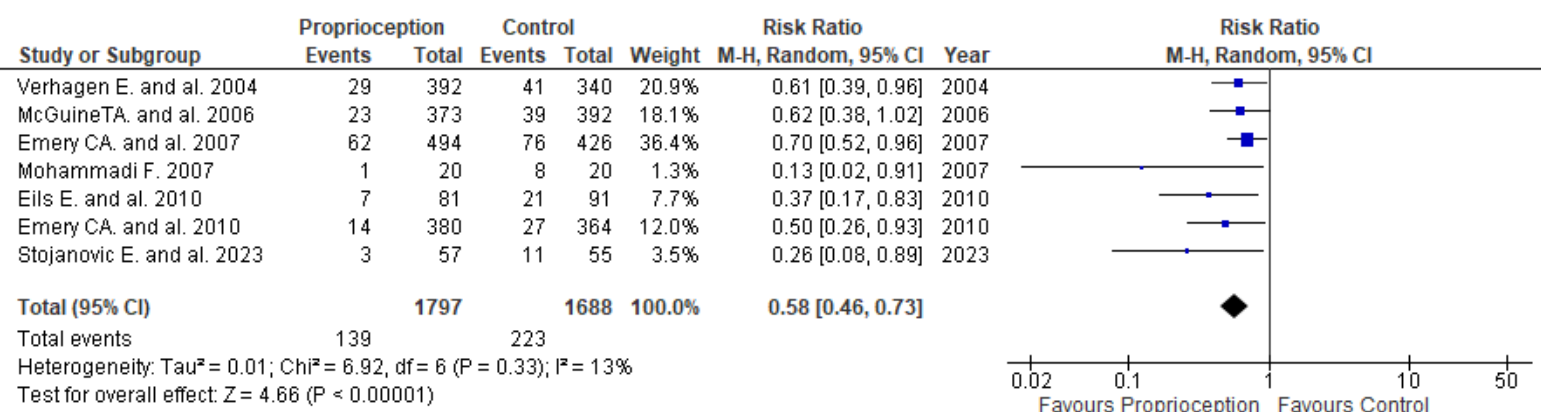 Proprioception Control Risk Ratio Risk Ratio
Study or Subgroup Events Total Events Total Weight M-H, Random, 95% CI Year M-H, Random, 95% CI
Verhagen E. and al. 2004 29 392 41 340 20.9% 0.61 [0.39, 0.96] 2004
McGuineTA. and al. 2006 23 373 39 392 18.1% 0.62 [0.38, 1.02] 2006
Emery CA. and al. 2007 62 494 76 426 36.4% 0.70 [0.52, 0.96] 2007
Mohammadi F. 2007 1 20 8 20 1.3% 0.13 [0.02, 0.91] 2007
Eils E. and al. 2010 7 81 21 91 7.7% 0.37 [0.17, 0.83] 2010
Emery CA. and al. 2010 14 380 27 364 12.0% 0.50 [0.26, 0.93] 2010
Stojanovic E. and al. 2023 3 57 11 55 3.5% 0.26 [0.08, 0.89] 2023
Total (95% CI) 1797 1688 100.0% 0.58 [0.46, 0.73]
Total events 139 223
Heterogeneity: Tau² = 0.01; Chi² = 6.92, df = 6 (P = 0.33); I² = 13%
Test for overall effect: Z = 4.66 (P < 0.00001)
0.02 0.1 1 10 50
Favours Proprioception Favours Control